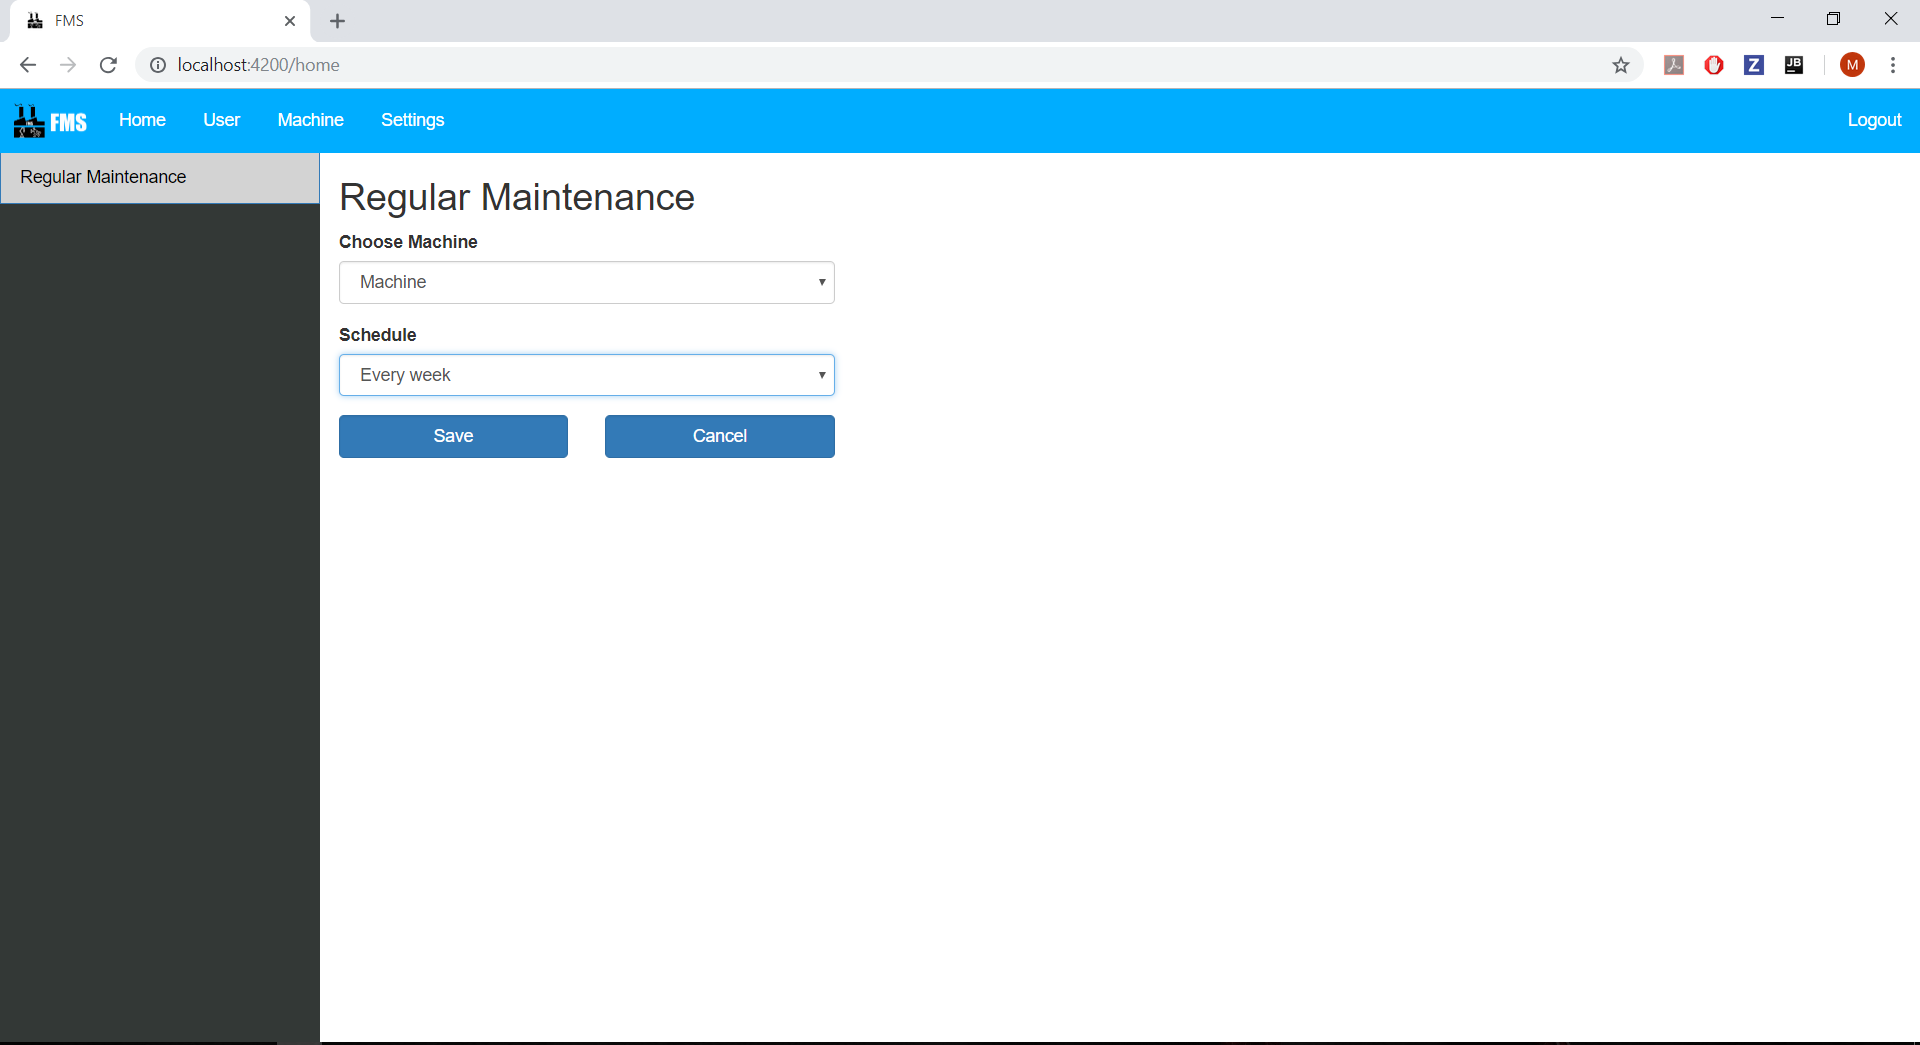 FMS
localhost:4200/home
Z
JB
M
FMS
Home
User
Machine
Settings
Logout
Regular Maintenance
Regular Maintenance
Choose Machine
Machine
Schedule
Every week
Save
Cancel